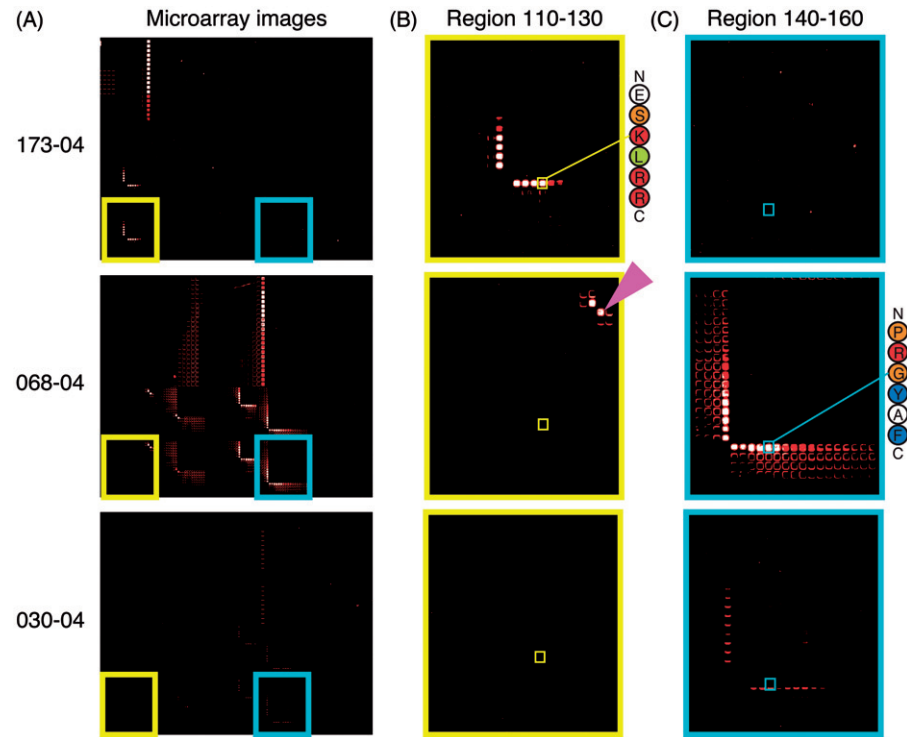 (A) Microarray images
(B) Region 110-130
(C) Region 140-160
173-04
N
E
S
K
L
R
R
C
068-04
N
P
R
G
Y
A
F
C
030-04